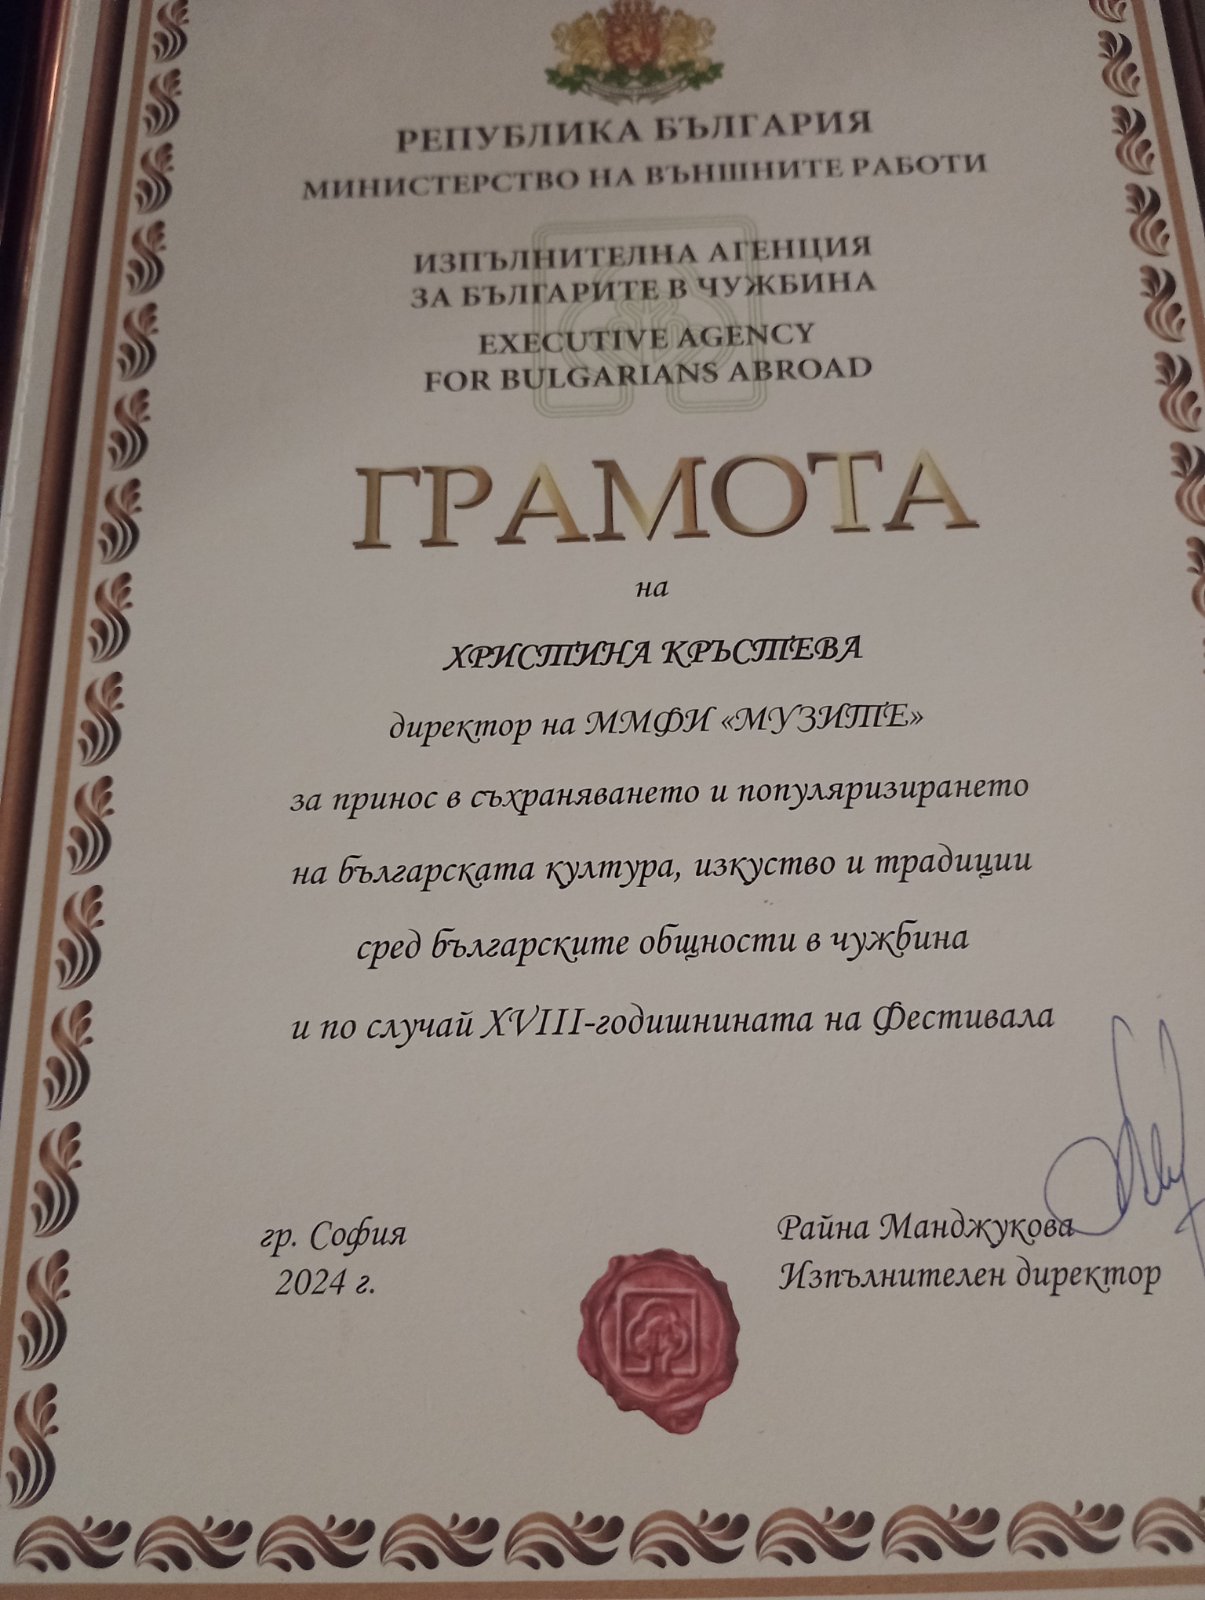 РЕПУБЛИКА БЪЛГАРИЯ
МИНИСТЕРСТВО НА ВЪНШНИТЕ РАБОТИ
ИЗПЪЛНИТЕЛНА АГЕНЦИЯ
ЗА БЪЛГАРИТЕ В ЧУЖБИНА
EXECUTIVE AGENCY
FOR BULGARIANS ABROAD
ГРАМОТА
на
ХРИСТИНА КРЪСТЕВА
директор на ММФИ «МУЗИТЕ»
за принос в съхраняването и популяризирането
на българската култура, изкуство и традиции
сред българските общности в чужбина
и по случай XVIII-годишнината на Фестивала
гр. София
2024 г.
Райна Манджукова
Изпълнителен директор